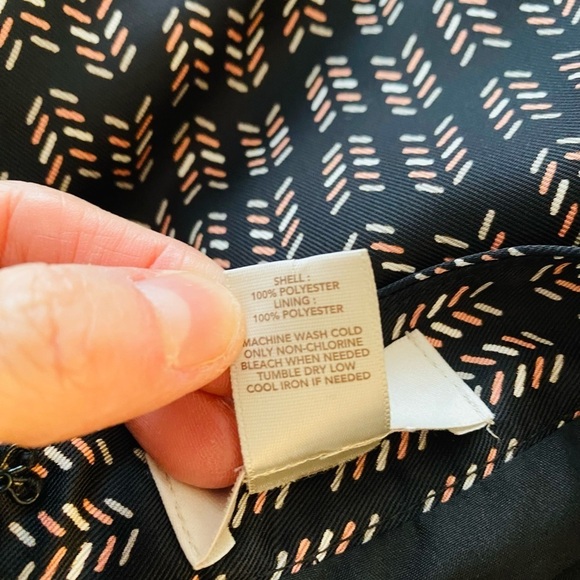 SHELL :
100% POLYESTER
LINING :
100% POLYESTER
MACHINE WASH COLD
ONLY NON-CHLORINE
BLEACH WHEN NEEDED
TUMBLE DRY LOW
COOL IRON IF NEEDED